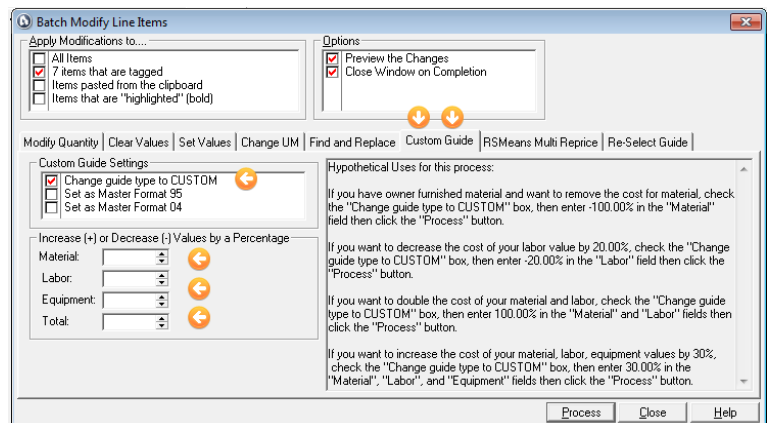 Batch Modify Line Items
Apply Modifications to....
All Items
7 items that are tagged
Items pasted from the clipboard
Items that are "highlighted" (bold)
Options
Preview the Changes
Close Window on Completion
Modify Quantity
Clear Values
Set Values
Change UM
Find and Replace
Custom Guide
RSMeans Multi Reprice
Re-Select Guide
Custom Guide Settings
Change guide type to CUSTOM
Set as Master Format 95
Set as Master Format 04
Increase (+) or Decrease (-) Values by a Percentage
Material:
Labor:
Equipment:
Total:
Hypothetical Uses for this process:
If you have owner furnished material and want to remove the cost for material, check
the "Change guide type to CUSTOM" box, then enter -100.00% in the "Material"
field then click the "Process" button.
If you want to decrease the cost of your labor value by 20.00%, check the "Change
guide type to CUSTOM" box, then enter -20.00% in the "Labor" field then click the
"Process" button.
If you want to double the cost of your material and labor, check the "Change guide
type to CUSTOM" box, then enter 100.00% in the "Material" and "Labor" fields then
click the "Process" button.
If you want to increase the cost of your material, labor, equipment values by 30%,
check the "Change guide type to CUSTOM" box, then enter 30.00% in the
"Material", "Labor", and "Equipment" fields then click the "Process" button.
Process
Close
Help